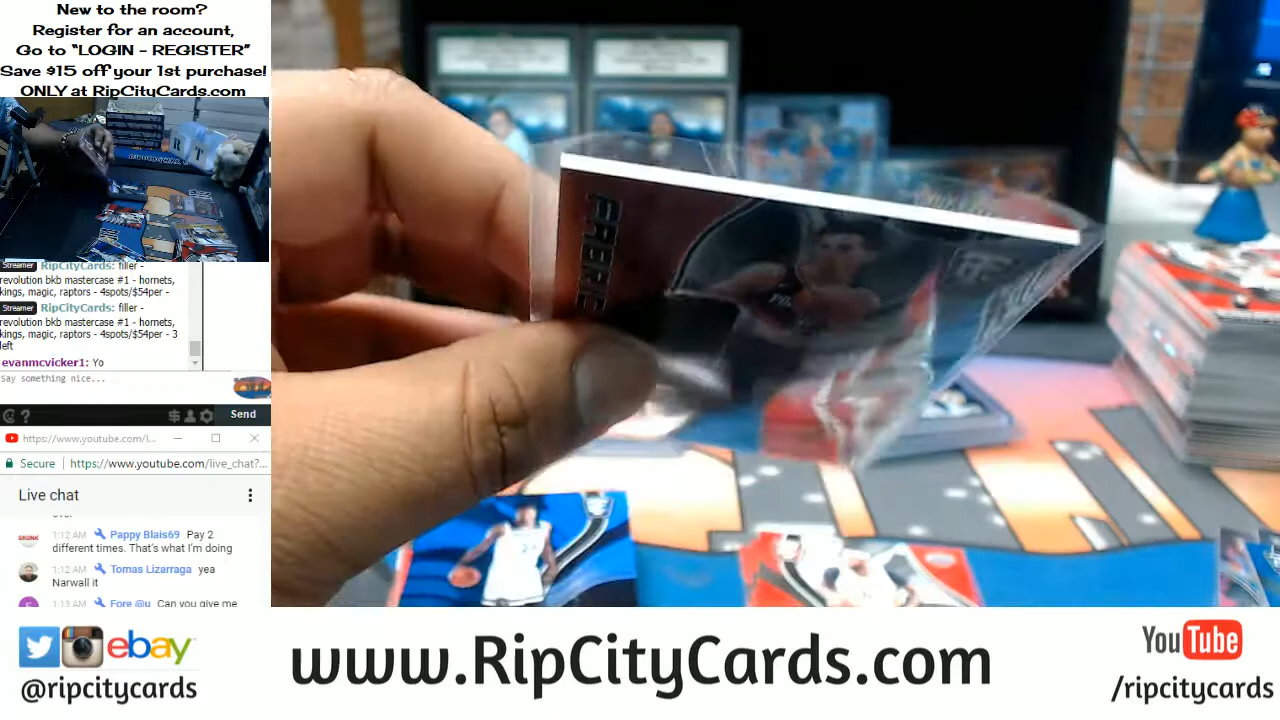 New to the room?
Register for an account,
Go to "LOGIN - REGISTER"
Save $15 off your 1st purchase!
ONLY at RipCityCards.com
Streamer RipCityCards: filler -
revolution bkb mastercase #1 - hornets,
kings, magic, raptors - 4spots/$54per -
Streamer RipCityCards: filler -
revolution bkb mastercase #1 - hornets,
kings, magic, raptors - 4spots/$54per - 3
left
evanmcvicker1: Yo
Say something nice...
Send
https://www.youtube.com/l...
Secure https://www.youtube.com/live_chat?...
Live chat
1:12 AM Pappy Blais69 Pay 2
different times. That's what I'm doing
1:12 AM Tomas Lizarraga yea
Narwall it
1:13 AM Fore @u Can you give me
ebay
@ripcitycards
www.RipCityCards.com
YouTube
/ripcitycards